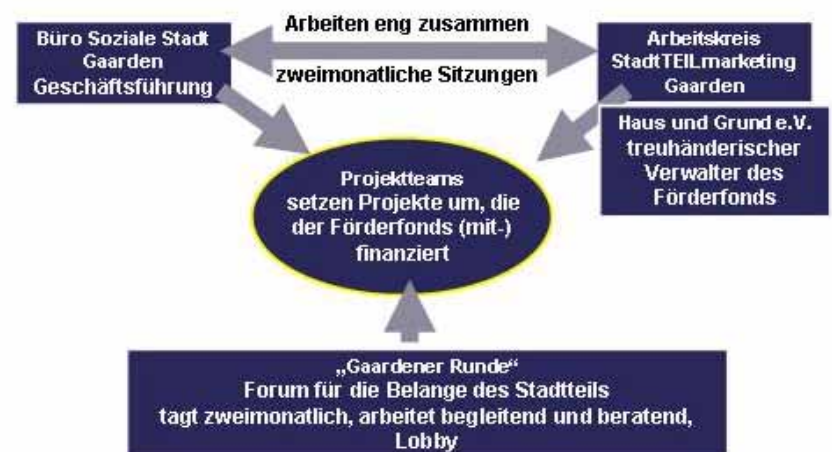 Büro Soziale Stadt
Gaarden
Geschäftsführung
Arbeiten eng zusammen
zweimonatliche Sitzungen
Arbeitskreis
StadtTEILmarketing
Gaarden
Haus und Grund e.V.
treuhänderischer
Verwalter des
Förderfonds
Projektteams
setzen Projekte um, die
der Förderfonds (mit-)
finanziert
„Gaardener Runde“
Forum für die Belange des Stadtteils
tagt zweimonatlich, arbeitet begleitend und beratend,
Lobby